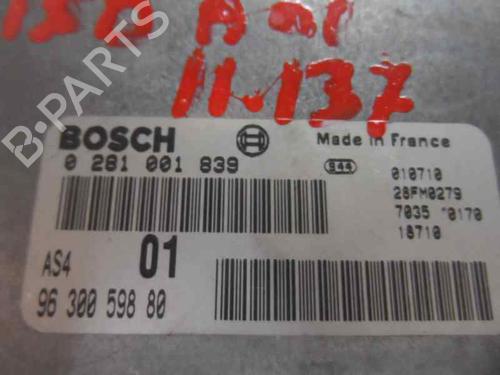 11-137
B-PARTS
BOSCH
Made in France
0 281 001 839
944
010710
28FM0279
7035 "0170
18710
AS4
01
96 300 598 80